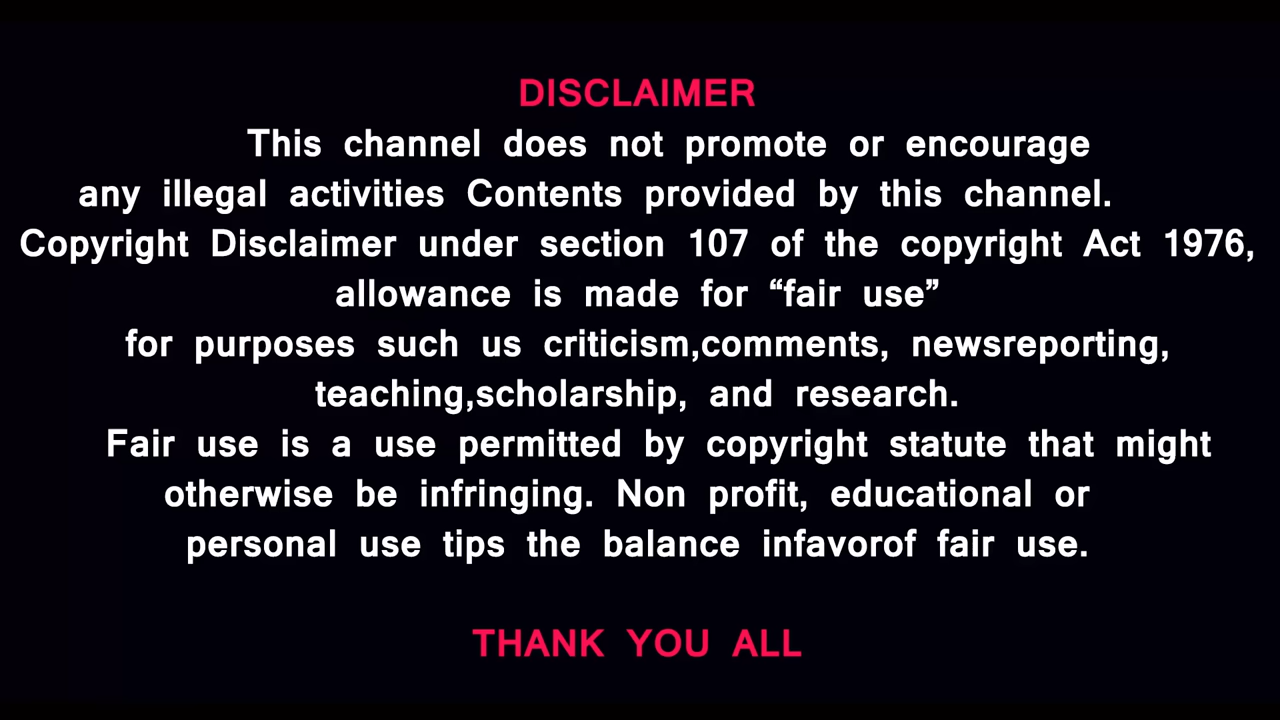 DISCLAIMER
This channel does not promote or encourage
any illegal activities Contents provided by this channel.
Copyright Disclaimer under section 107 of the copyright Act 1976,
allowance is made for “fair use”
for purposes such us criticism,comments, newsreporting,
teaching,scholarship, and research.
Fair use is a use permitted by copyright statute that might
otherwise be infringing. Non profit, educational or
personal use tips the balance infavorof fair use.
THANK YOU ALL